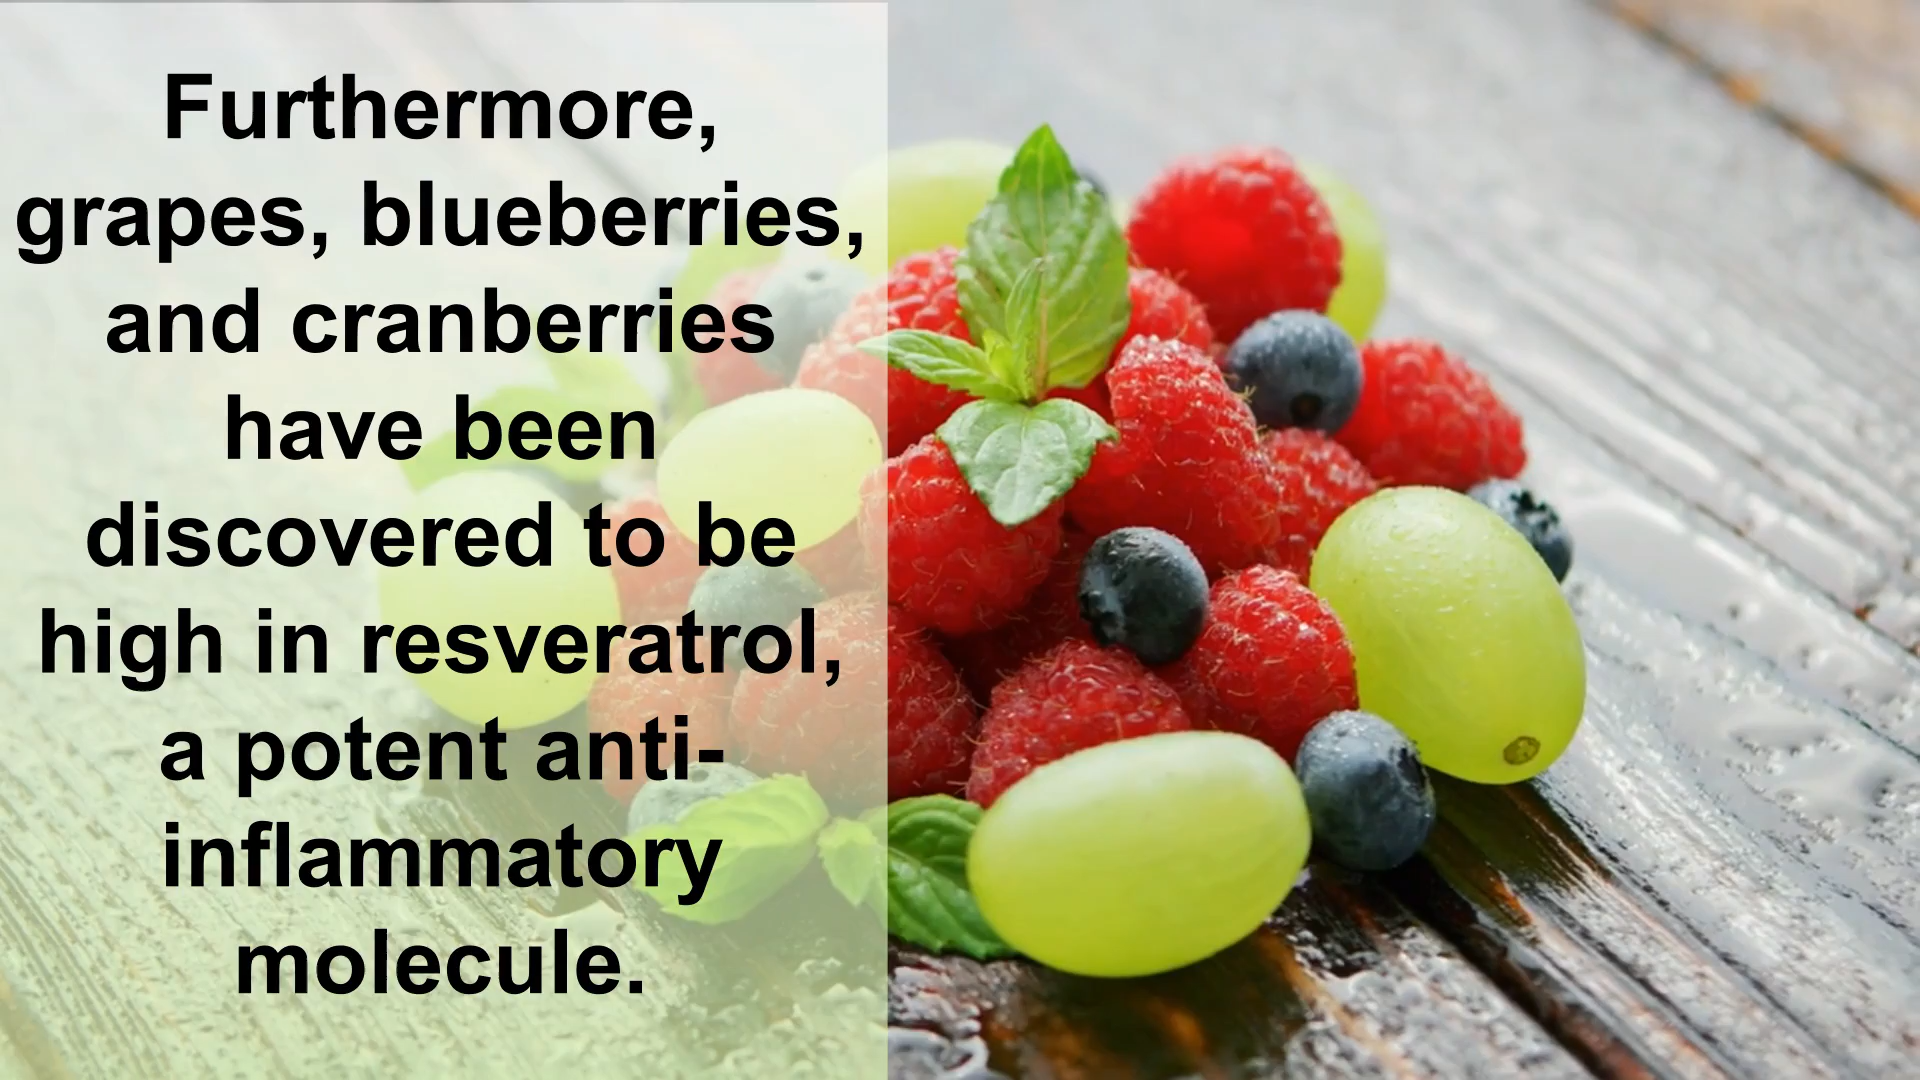 Furthermore,
grapes, blueberries,
and cranberries
have been
discovered to be
high in resveratrol,
a potent anti-
inflammatory
molecule.